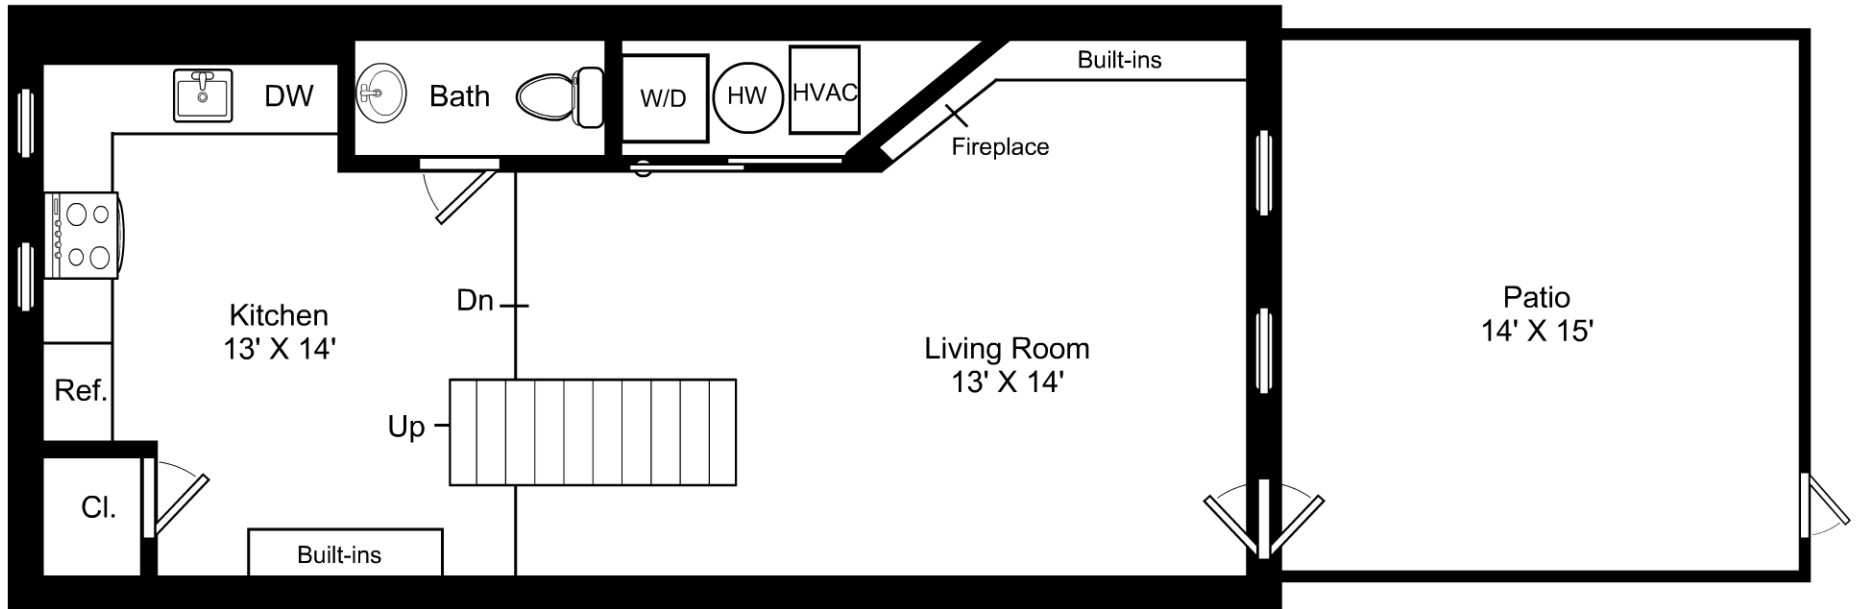 Built-ins
DW
Bath
W/D
HW
HVAC
Fireplace
Kitchen
13' X 14'
Dn
Living Room
13' X 14'
Patio
14' X 15'
Ref.
Up
Cl.
Built-ins